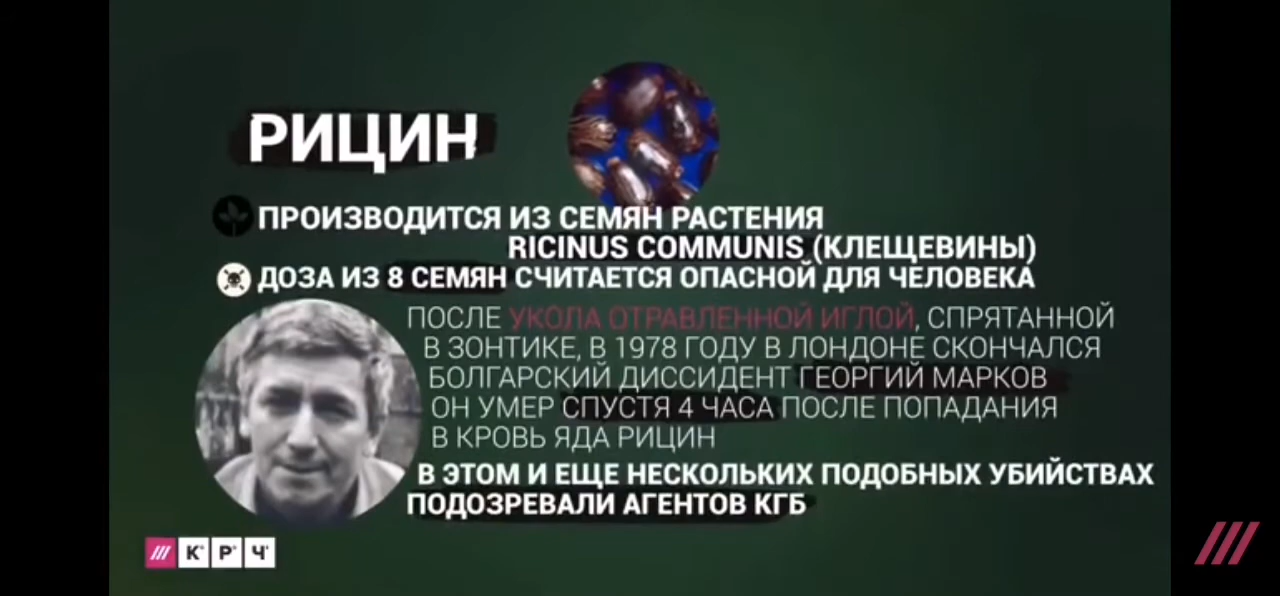 РИЦИН
ПРОИЗВОДИТСЯ ИЗ СЕМЯН РАСТЕНИЯ
RICINUS COMMUNIS (КЛЕЩЕВИНЫ)
ДОЗА ИЗ 8 СЕМЯН СЧИТАЕТСЯ ОПАСНОЙ ДЛЯ ЧЕЛОВЕКА
ПОСЛЕ УКОЛА ОТРАВЛЕННОЙ ИГЛОЙ, СПРЯТАННОЙ
В ЗОНТИКЕ, В 1978 ГОДУ В ЛОНДОНЕ СКОНЧАЛСЯ
БОЛГАРСКИЙ ДИССИДЕНТ ГЕОРГИЙ МАРКОВ
ОН УМЕР СПУСТЯ 4 ЧАСА ПОСЛЕ ПОПАДАНИЯ
В КРОВЬ ЯДА РИЦИН
В ЭТОМ И ЕЩЕ НЕСКОЛЬКИХ ПОДОБНЫХ УБИЙСТВАХ
ПОДОЗРЕВАЛИ АГЕНТОВ КГБ
/// К Р Ч
///